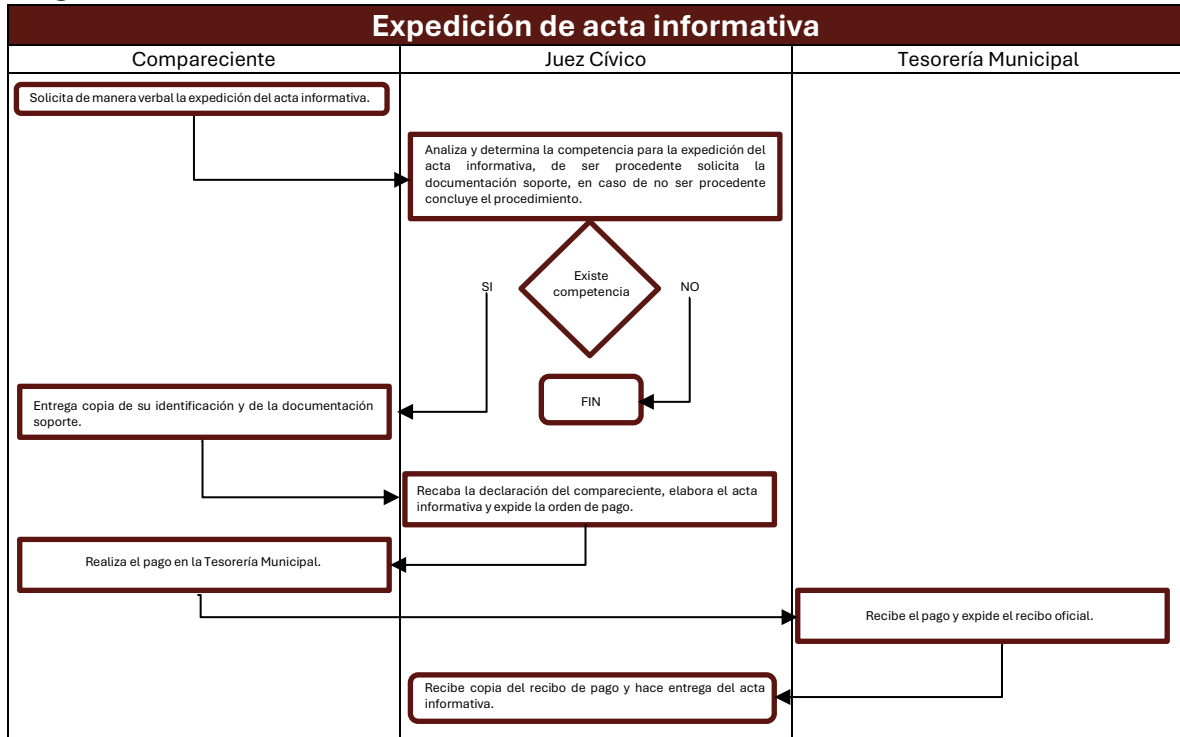 Expedición de acta informativa
Compareciente
Juez Cívico
Tesorería Municipal
Solicita de manera verbal la expedición del acta informativa.
Analiza y determina la competencia para la expedición del
acta informativa, de ser procedente solicita la
documentación soporte, en caso de no ser procedente
concluye el procedimiento.
Existe
competencia
SI
NO
FIN
Entrega copia de su identificación y de la documentación
soporte.
Recaba la declaración del compareciente, elabora el acta
informativa y expide la orden de pago.
Realiza el pago en la Tesorería Municipal.
Recibe el pago y expide el recibo oficial.
Recibe copia del recibo de pago y hace entrega del acta
informativa.